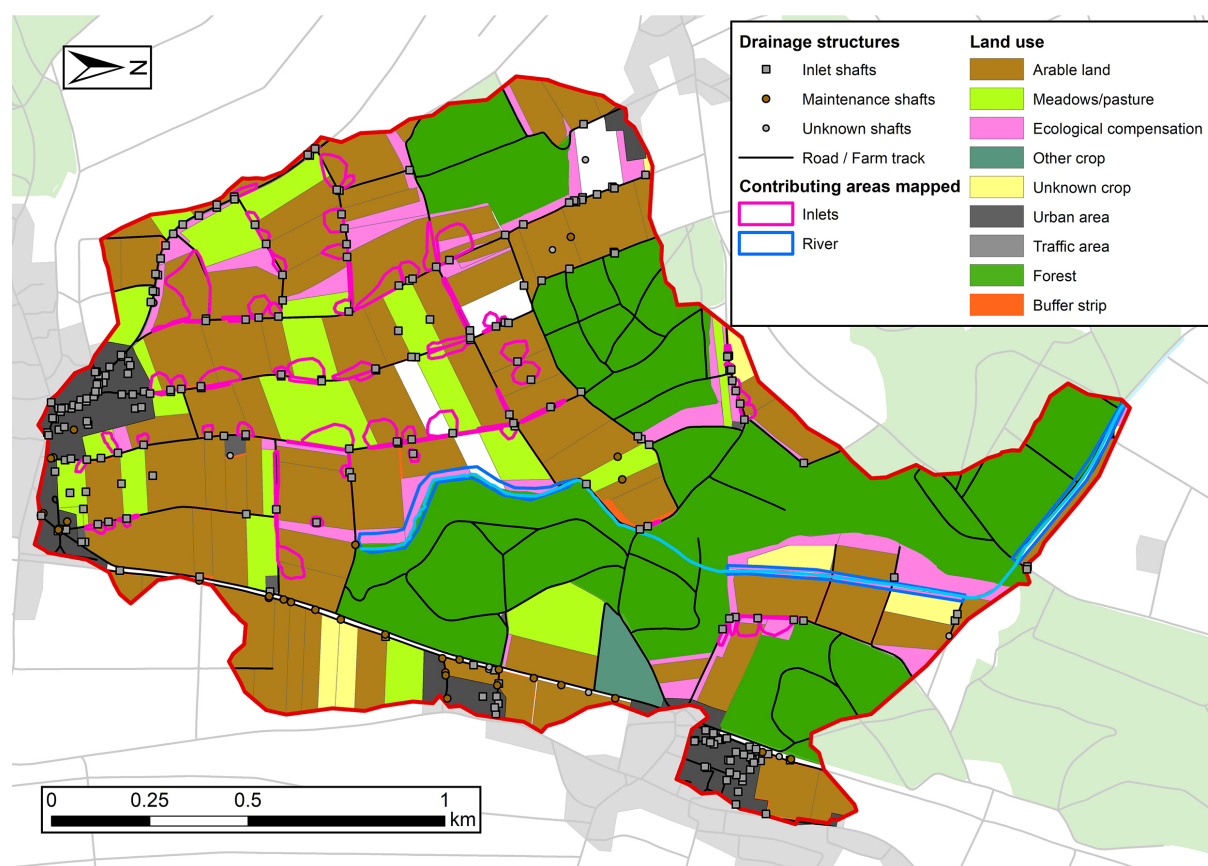 N
Drainage structures
Inlet shafts
Maintenance shafts
Unknown shafts
Road / Farm track
Contributing areas mapped
Inlets
River
Land use
Arable land
Meadows/pasture
Ecological compensation
Other crop
Unknown crop
Urban area
Traffic area
Forest
Buffer strip
0 0.25 0.5 1
km